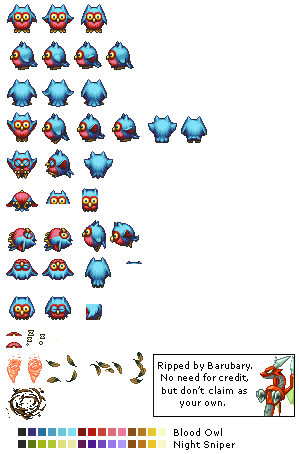 Ripped by Barubary.
No need for credit,
but don't claim as
your own.
Blood Owl
Night Sniper